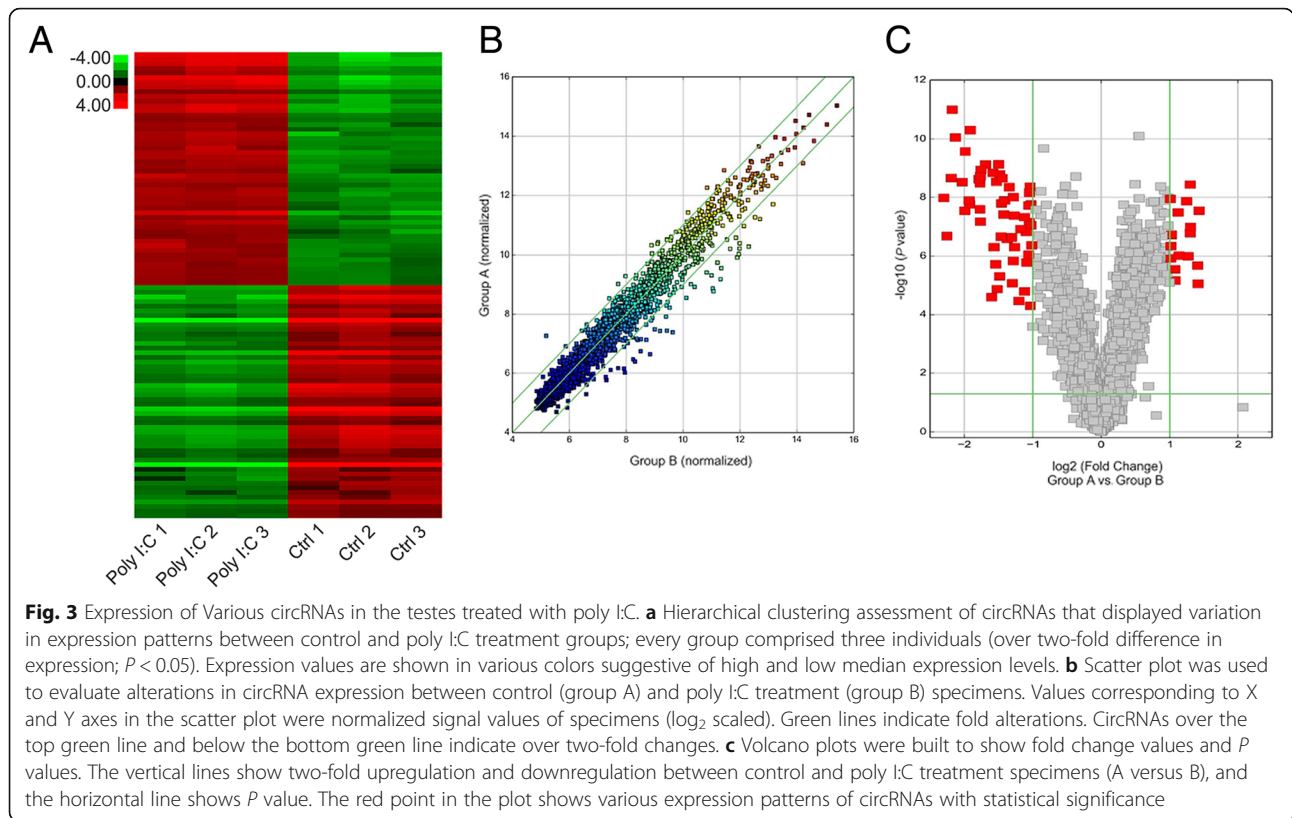 A
-4.00
0.00
4.00
Poly I:C 1
Poly I:C 2
Poly I:C 3
Ctrl 1
Ctrl 2
Ctrl 3
B
16
14
12
10
8
6
4
Group A (normalized)
4
6
8
10
12
14
16
Group B (normalized)
C
12
10
8
6
4
2
0
-log10 (P value)
-2
-1
0
1
2
log2 (Fold Change)
Group A vs. Group B
Fig. 3 Expression of Various circRNAs in the testes treated with poly I:C. a Hierarchical clustering assessment of circRNAs that displayed variation
in expression patterns between control and poly I:C treatment groups; every group comprised three individuals (over two-fold difference in
expression; P < 0.05). Expression values are shown in various colors suggestive of high and low median expression levels. b Scatter plot was used
to evaluate alterations in circRNA expression between control (group A) and poly I:C treatment (group B) specimens. Values corresponding to X
and Y axes in the scatter plot were normalized signal values of specimens (log₂ scaled). Green lines indicate fold alterations. CircRNAs over the
top green line and below the bottom green line indicate over two-fold changes. c Volcano plots were built to show fold change values and P
values. The vertical lines show two-fold upregulation and downregulation between control and poly I:C treatment specimens (A versus B), and
the horizontal line shows P value. The red point in the plot shows various expression patterns of circRNAs with statistical significance